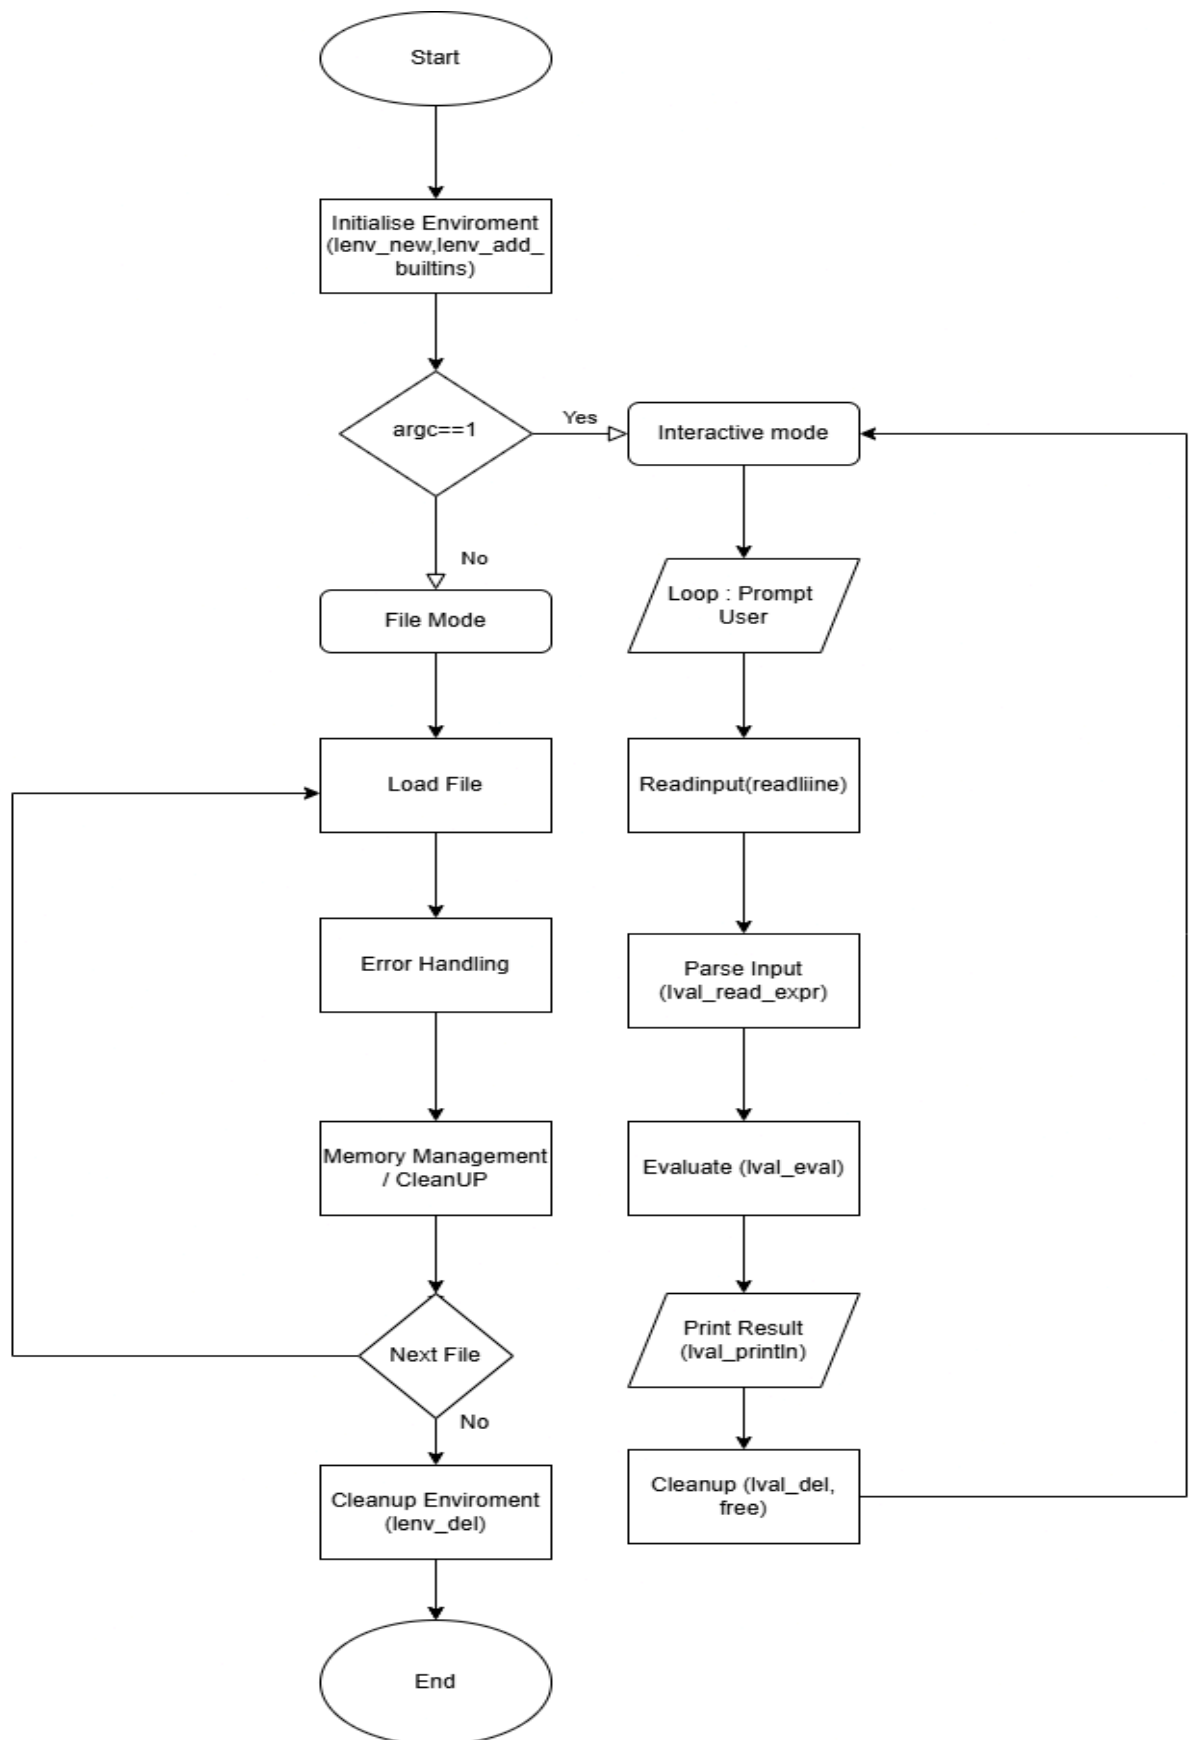 Start
Initialise Enviroment
(lenv_new,lenv_add_
builtins)
argc==1
Yes
Interactive mode
No
File Mode
Loop : Prompt
User
Load File
Readinput(readliine)
Error Handling
Parse Input
(lval_read_expr)
Memory Management
/ CleanUP
Evaluate (lval_eval)
Next File
Print Result
(lval_println)
No
Cleanup Enviroment
(lenv_del)
Cleanup (lval_del,
free)
End